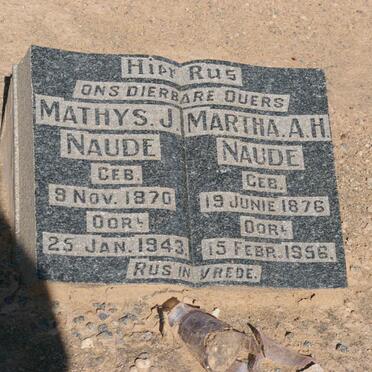 Hier Rus
ONS DIERBARE OUERS
MATHYS. J.
NAUDE
GEB.
9 NOV. 1870
OORL.
25 JAN. 1943
MARTHA. A. H.
NAUDE
GEB.
19 JUNIE 1876
OORL.
15 FEBR. 1956.
RUS IN VREDE.